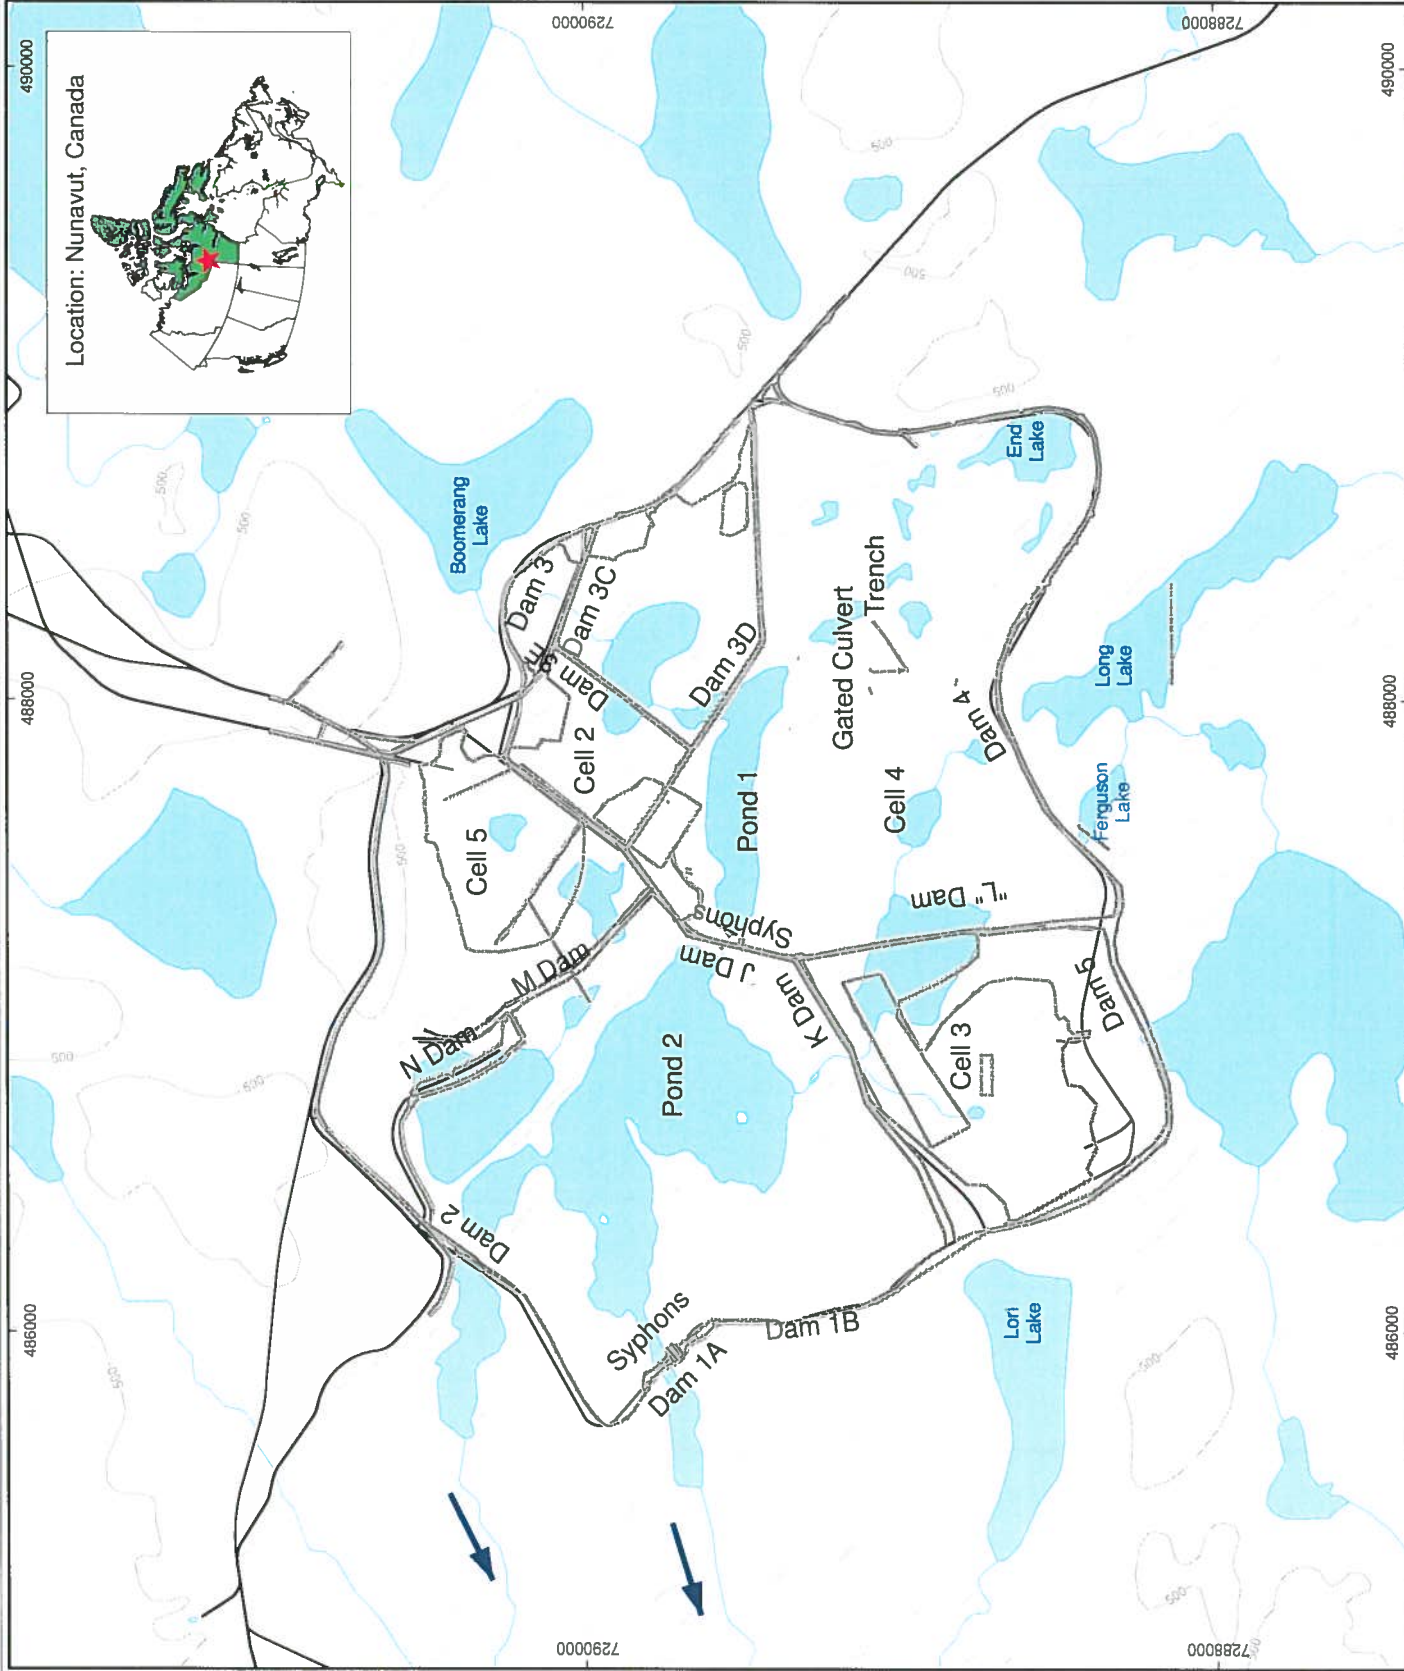 Location: Nunavut, Canada
490000
488000
486000
7290000
7288000
7290000
7288000
490000
488000
486000
500
500
500
500
500
500
500
500
500
500
500
500
500
500
Boomerang
Lake
End
Lake
Long
Lake
Ferguson
Lake
Lori
Lake
Dam 3
Dam 3C
Dam 3D
Dam
Cell 2
Cell 5
Pond 1
Gated Culvert
Trench
Cell 4
Dam 4
"L" Dam
Syphons
J Dam
K Dam
M Dam
N Dam
Pond 2
Cell 3
Dam 5
Dam 2
Syphons
Dam 1A
Dam 1B